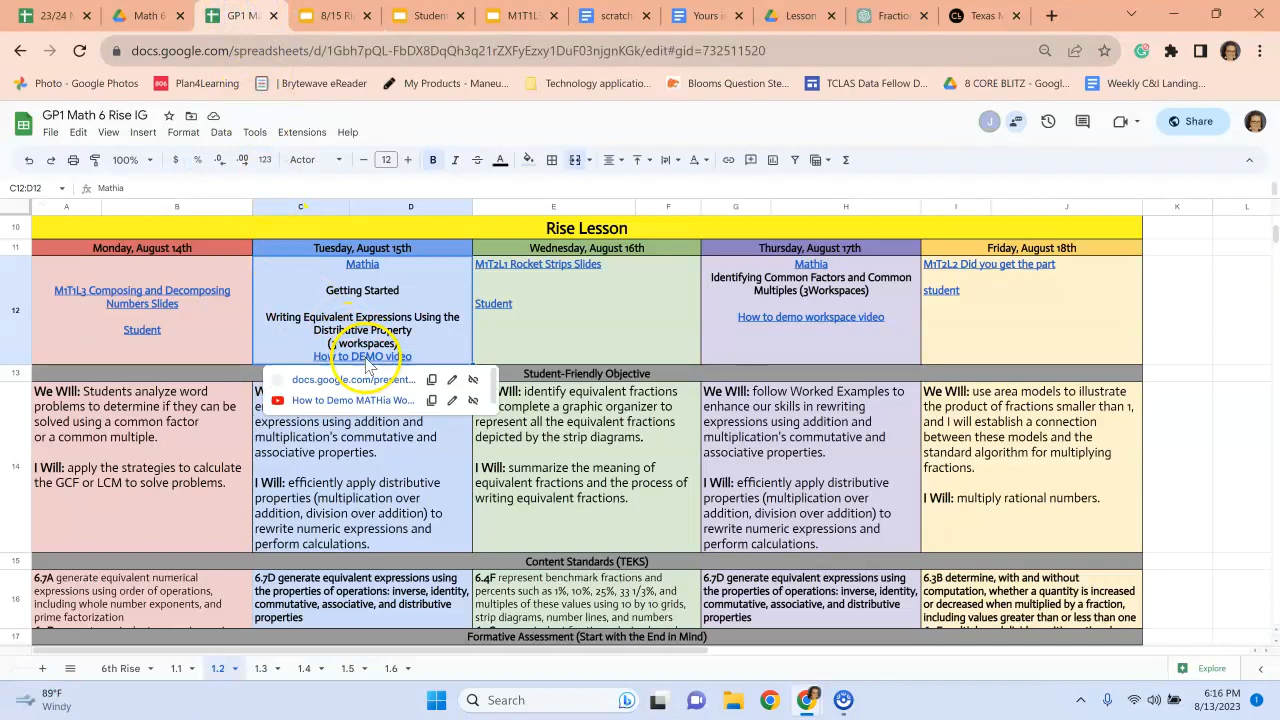 23/24 M
Math 6
GP1 M
8/15 Ri
Student
M1T1L
scratch
Yours is
Lesson
Fractio
Texas M
docs.google.com/spreadsheets/d/1Gbh7pQL-FbDX8DqQh3q21rZXFyEzxy1DuF03njgnKGk/edit#gid=732511520
Photo - Google Pho...
Plan4Learning
Brytewave Reader
My Products - Maneu...
Technology applicatio...
Blooms Question Ste...
TCLAS Data Fellow D...
8 CORE BLITZ - Googl...
Weekly C&I Landing...
GP1 Math 6 Rise IG
File Edit View Insert Format Data Tools Extensions Help
J
Share
100% $ % .0 .00 123 Actor 12 B I A
C12:D12 fx Mathia
A B C D E F G H I J K L
10 Rise Lesson
11 Monday, August 14th Tuesday, August 15th Wednesday, August 16th Thursday, August 17th Friday, August 18th
12
M1T1L3 Composing and Decomposing
Numbers Slides
Student
Mathia
Getting Started
Writing Equivalent Expressions Using the
Distributive Property
workspaces)
How to DEMO video
docs.google.com/present...
How to Demo MATHia Wo...
M1T2L1 Rocket Strips Slides
Student
Mathia
Identifying Common Factors and Common
Multiples (3Workspaces)
How to demo workspace video
M1T2L2 Did you get the part
student
13 Student-Friendly Objective
14
We Will: Students analyze word
problems to determine if they can be
solved using a common factor
or a common multiple.
I Will: apply the strategies to calculate
the GCF or LCM to solve problems.
expressions using addition and
multiplication's commutative and
associative properties.
I Will: efficiently apply distributive
properties (multiplication over
addition, division over addition) to
rewrite numeric expressions and
perform calculations.
identify equivalent fractions
complete a graphic organizer to
represent all the equivalent fractions
depicted by the strip diagrams.
I Will: summarize the meaning of
equivalent fractions and the process of
writing equivalent fractions.
We Will: follow Worked Examples to
enhance our skills in rewriting
expressions using addition and
multiplication's commutative and
associative properties.
I Will: efficiently apply distributive
properties (multiplication over
addition, division over addition) to
rewrite numeric expressions and
perform calculations.
We Will: use area models to illustrate
the product of fractions smaller than 1,
and I will establish a connection
between these models and the
standard algorithm for multiplying
fractions.
I Will: multiply rational numbers.
15 Content Standards (TEKS)
16
6.7A generate equivalent numerical
expressions using order of operations,
including whole number exponents, and
prime factorization
6.7D generate equivalent expressions using
the properties of operations: inverse, identity,
commutative, associative, and distributive
properties
6.4F represent benchmark fractions and
percents such as 1%, 10%, 25%, 33 1/3%, and
multiples of these values using 10 by 10 grids,
strip diagrams, number lines, and numbers
6.7D generate equivalent expressions using
the properties of operations: inverse, identity,
commutative, associative, and distributive
properties
6.3B determine, with and without
computation, whether a quantity is increased
or decreased when multiplied by a fraction,
including values greater than or less than one
17 Formative Assessment (Start with the End in Mind)
6th Rise 1.1 1.2 1.3 1.4 1.5 1.6
Explore
89°F
Windy
Search
6:16 PM
8/13/2023